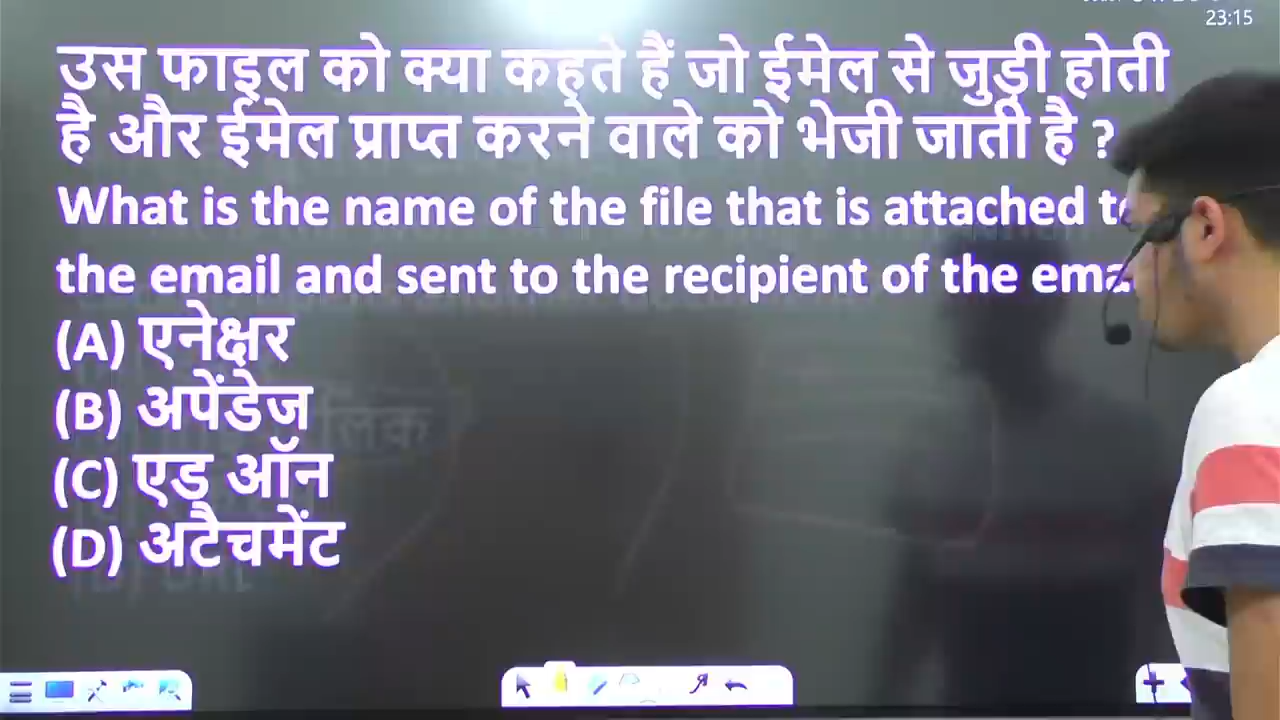 23:15
उस फाइल को क्या कहते हैं जो ईमेल से जुड़ी होती
है और ईमेल प्राप्त करने वाले को भेजी जाती है ?
What is the name of the file that is attached
the email and sent to the recipient of the
(A) एनेक्षर
(B) अपेंडेज
(C) एड ऑन
(D) अटैचमेंट